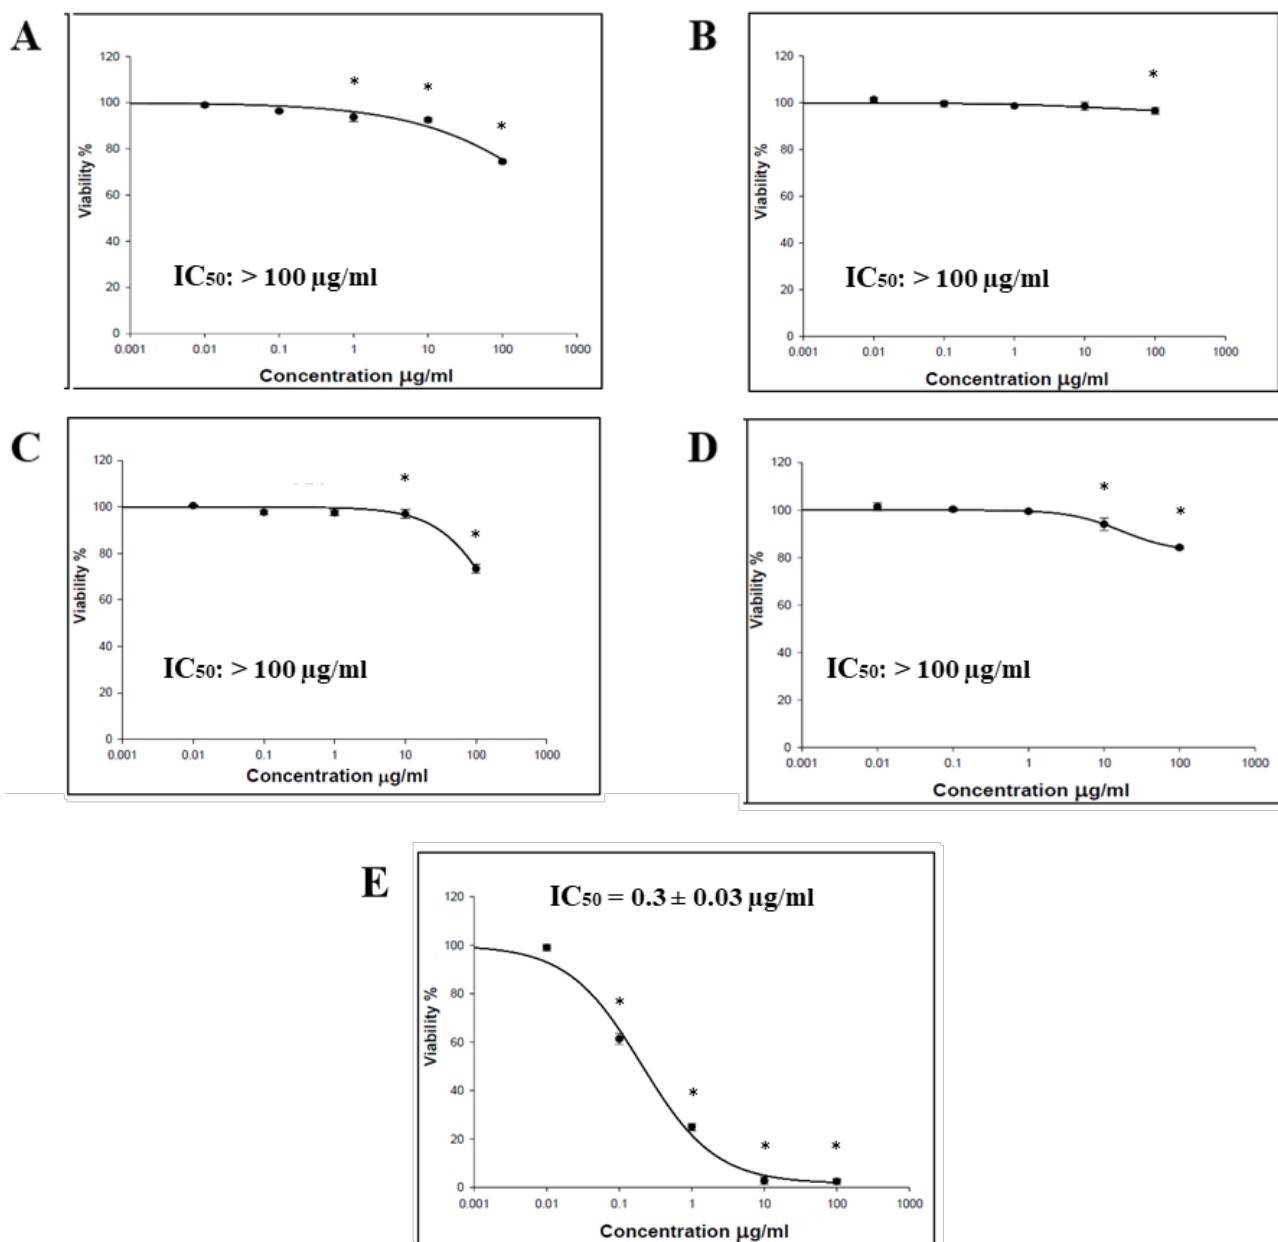 A
120
100
80
60
40
20
0
Viability %
* * *
IC50: > 100 µg/ml
0.001 0.01 0.1 1 10 100 1000
Concentration µg/ml
B
120
100
80
60
40
20
0
Viability %
*
IC50: > 100 µg/ml
0.001 0.01 0.1 1 10 100 1000
Concentration µg/ml
C
120
100
80
60
40
20
0
Viability %
* *
IC50: > 100 µg/ml
0.001 0.01 0.1 1 10 100 1000
Concentration µg/ml
D
120
100
80
60
40
20
0
Viability %
* *
IC50: > 100 µg/ml
0.001 0.01 0.1 1 10 100 1000
Concentration µg/ml
E
IC50 = 0.3 ± 0.03 µg/ml
120
100
80
60
40
20
0
Viability %
* * * *
0.001 0.01 0.1 1 10 100 1000
Concentration µg/ml